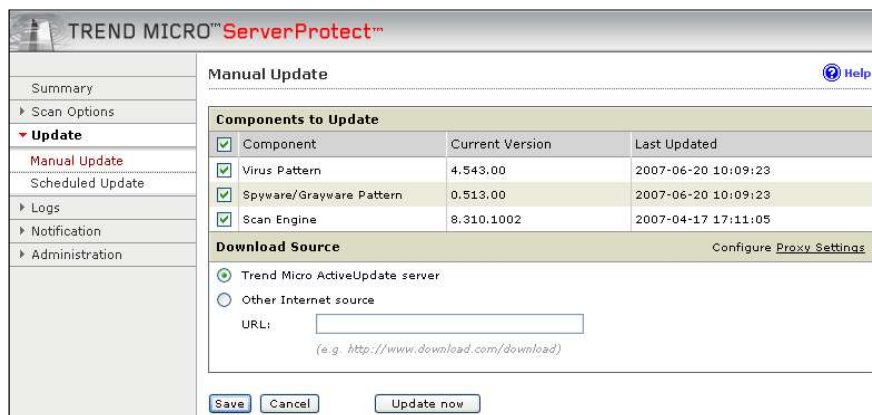 TREND MICRO™ ServerProtect™
Summary
Scan Options
Update
Manual Update
Scheduled Update
Logs
Notification
Administration
Manual Update
Help
Components to Update
Component Current Version Last Updated
Virus Pattern 4.543.00 2007-06-20 10:09:23
Spyware/Grayware Pattern 0.513.00 2007-06-20 10:09:23
Scan Engine 8.310.1002 2007-04-17 17:11:05
Download Source Configure Proxy Settings
Trend Micro ActiveUpdate server
Other Internet source
URL:
(e.g. http://www.download.com/download)
Save Cancel Update now